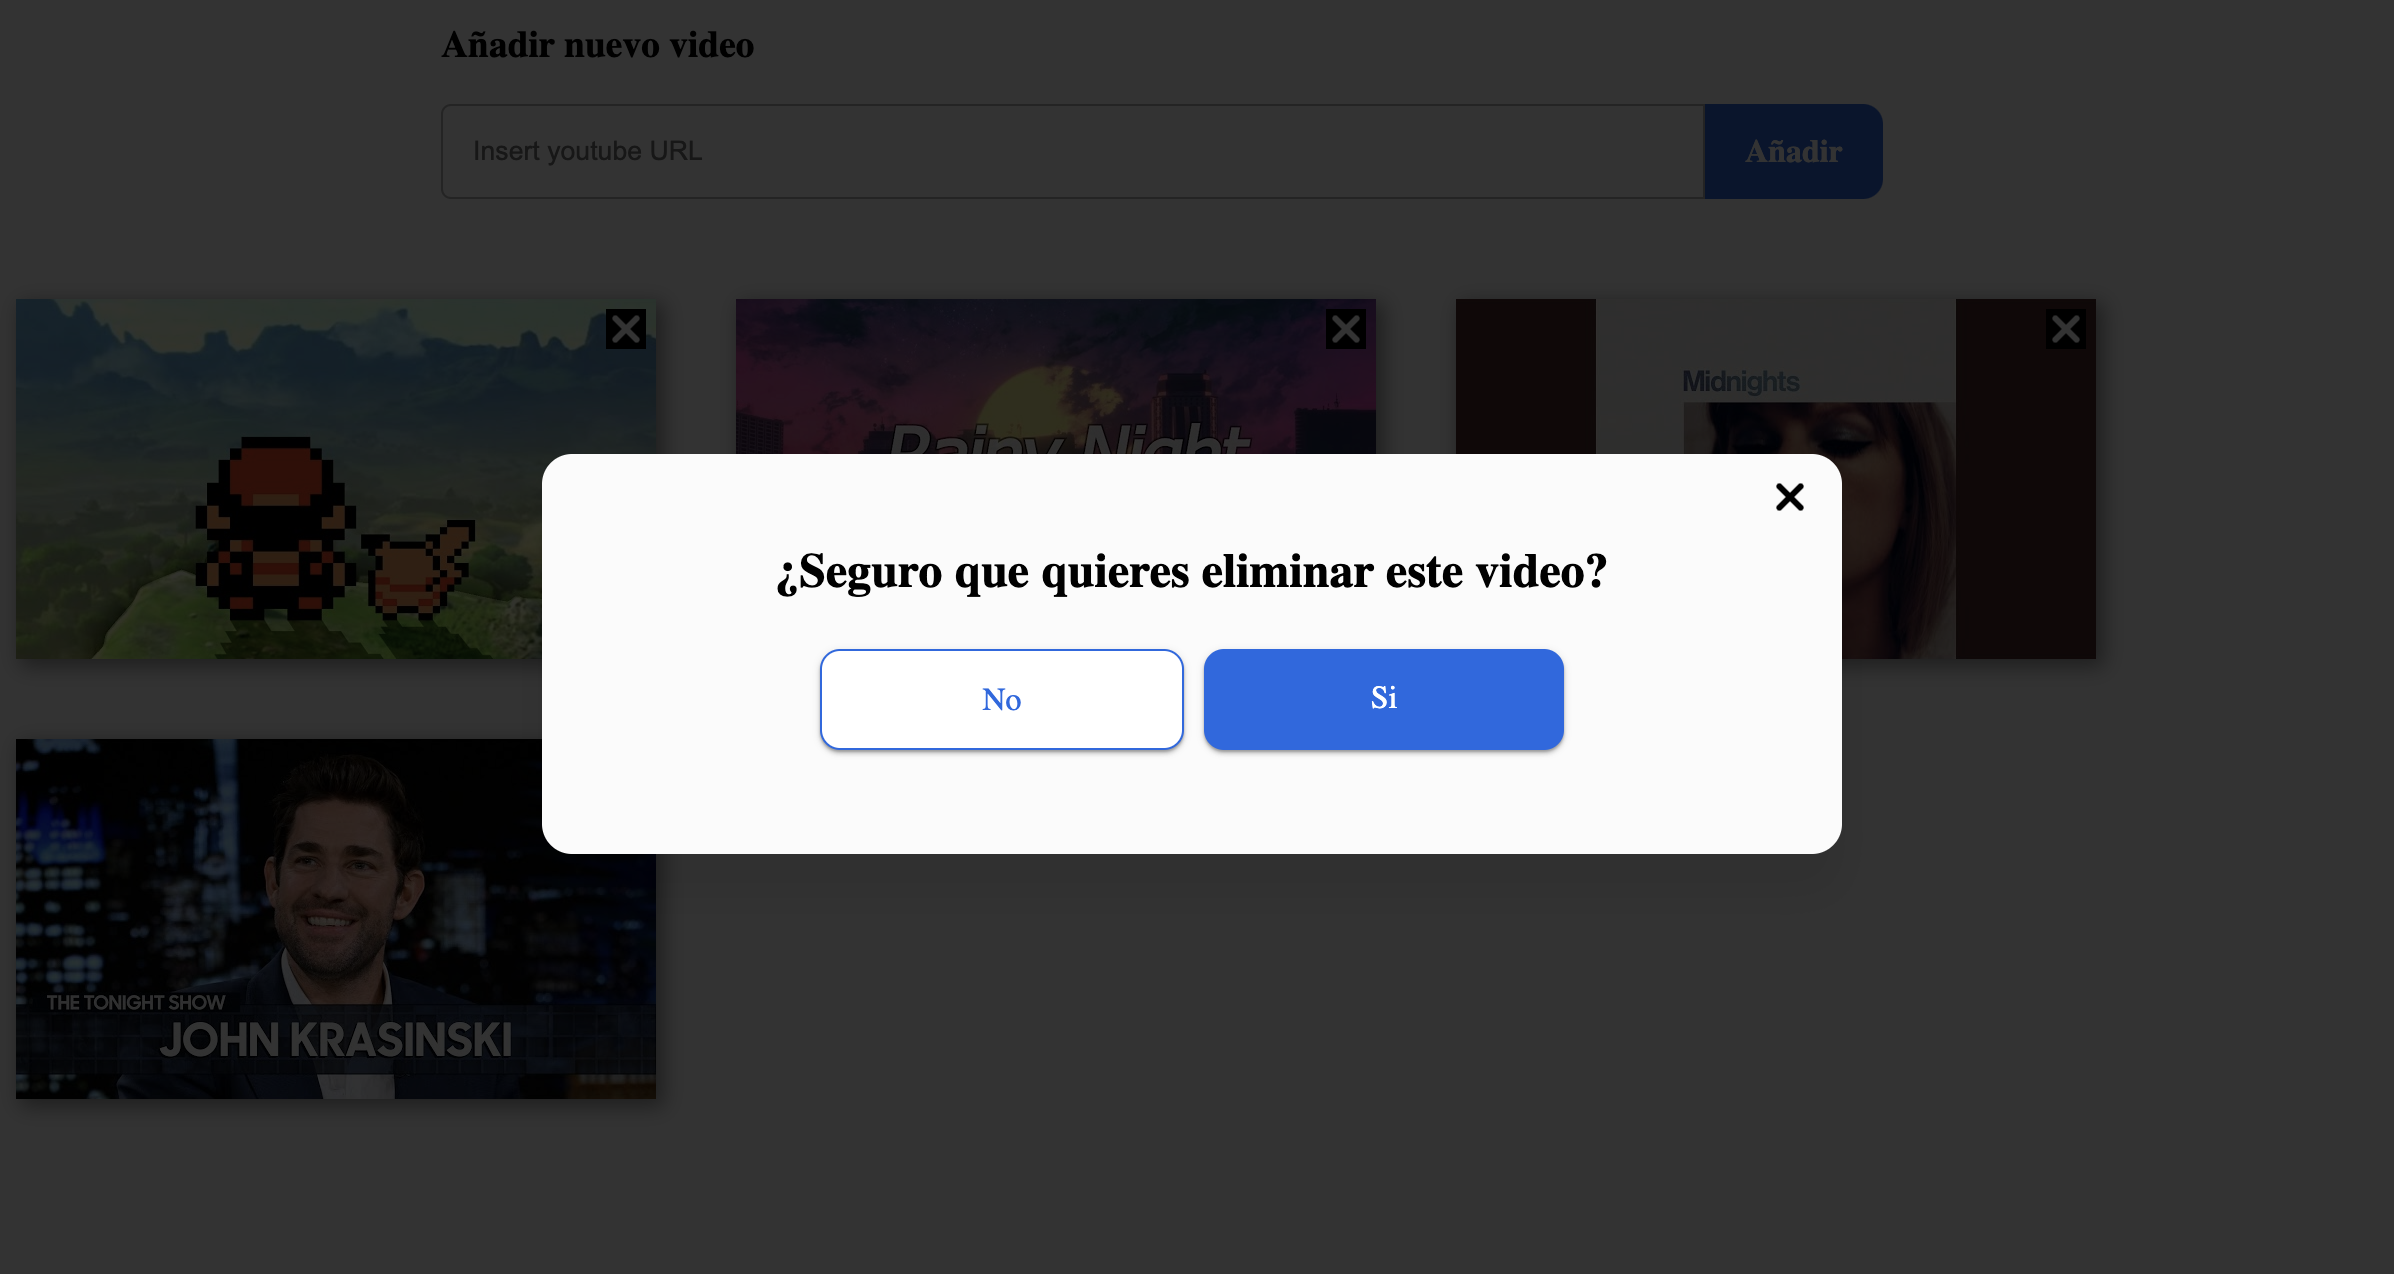 Añadir nuevo video
Insert youtube URL
Añadir
Rainy Night
Midnights
¿Seguro que quieres eliminar este video?
No
Si
THE TONIGHT SHOW
JOHN KRASINSKI